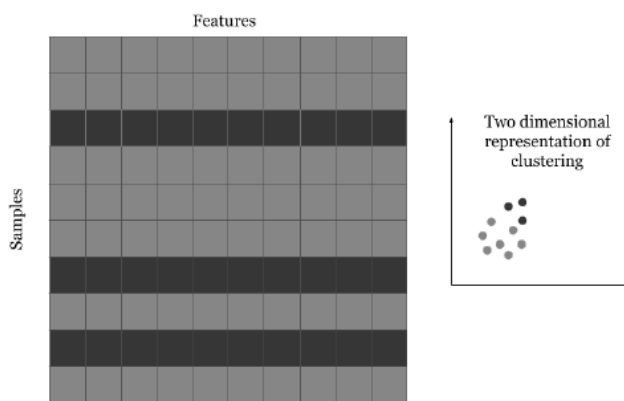 Features
Samples
Two dimensional
representation of
clustering